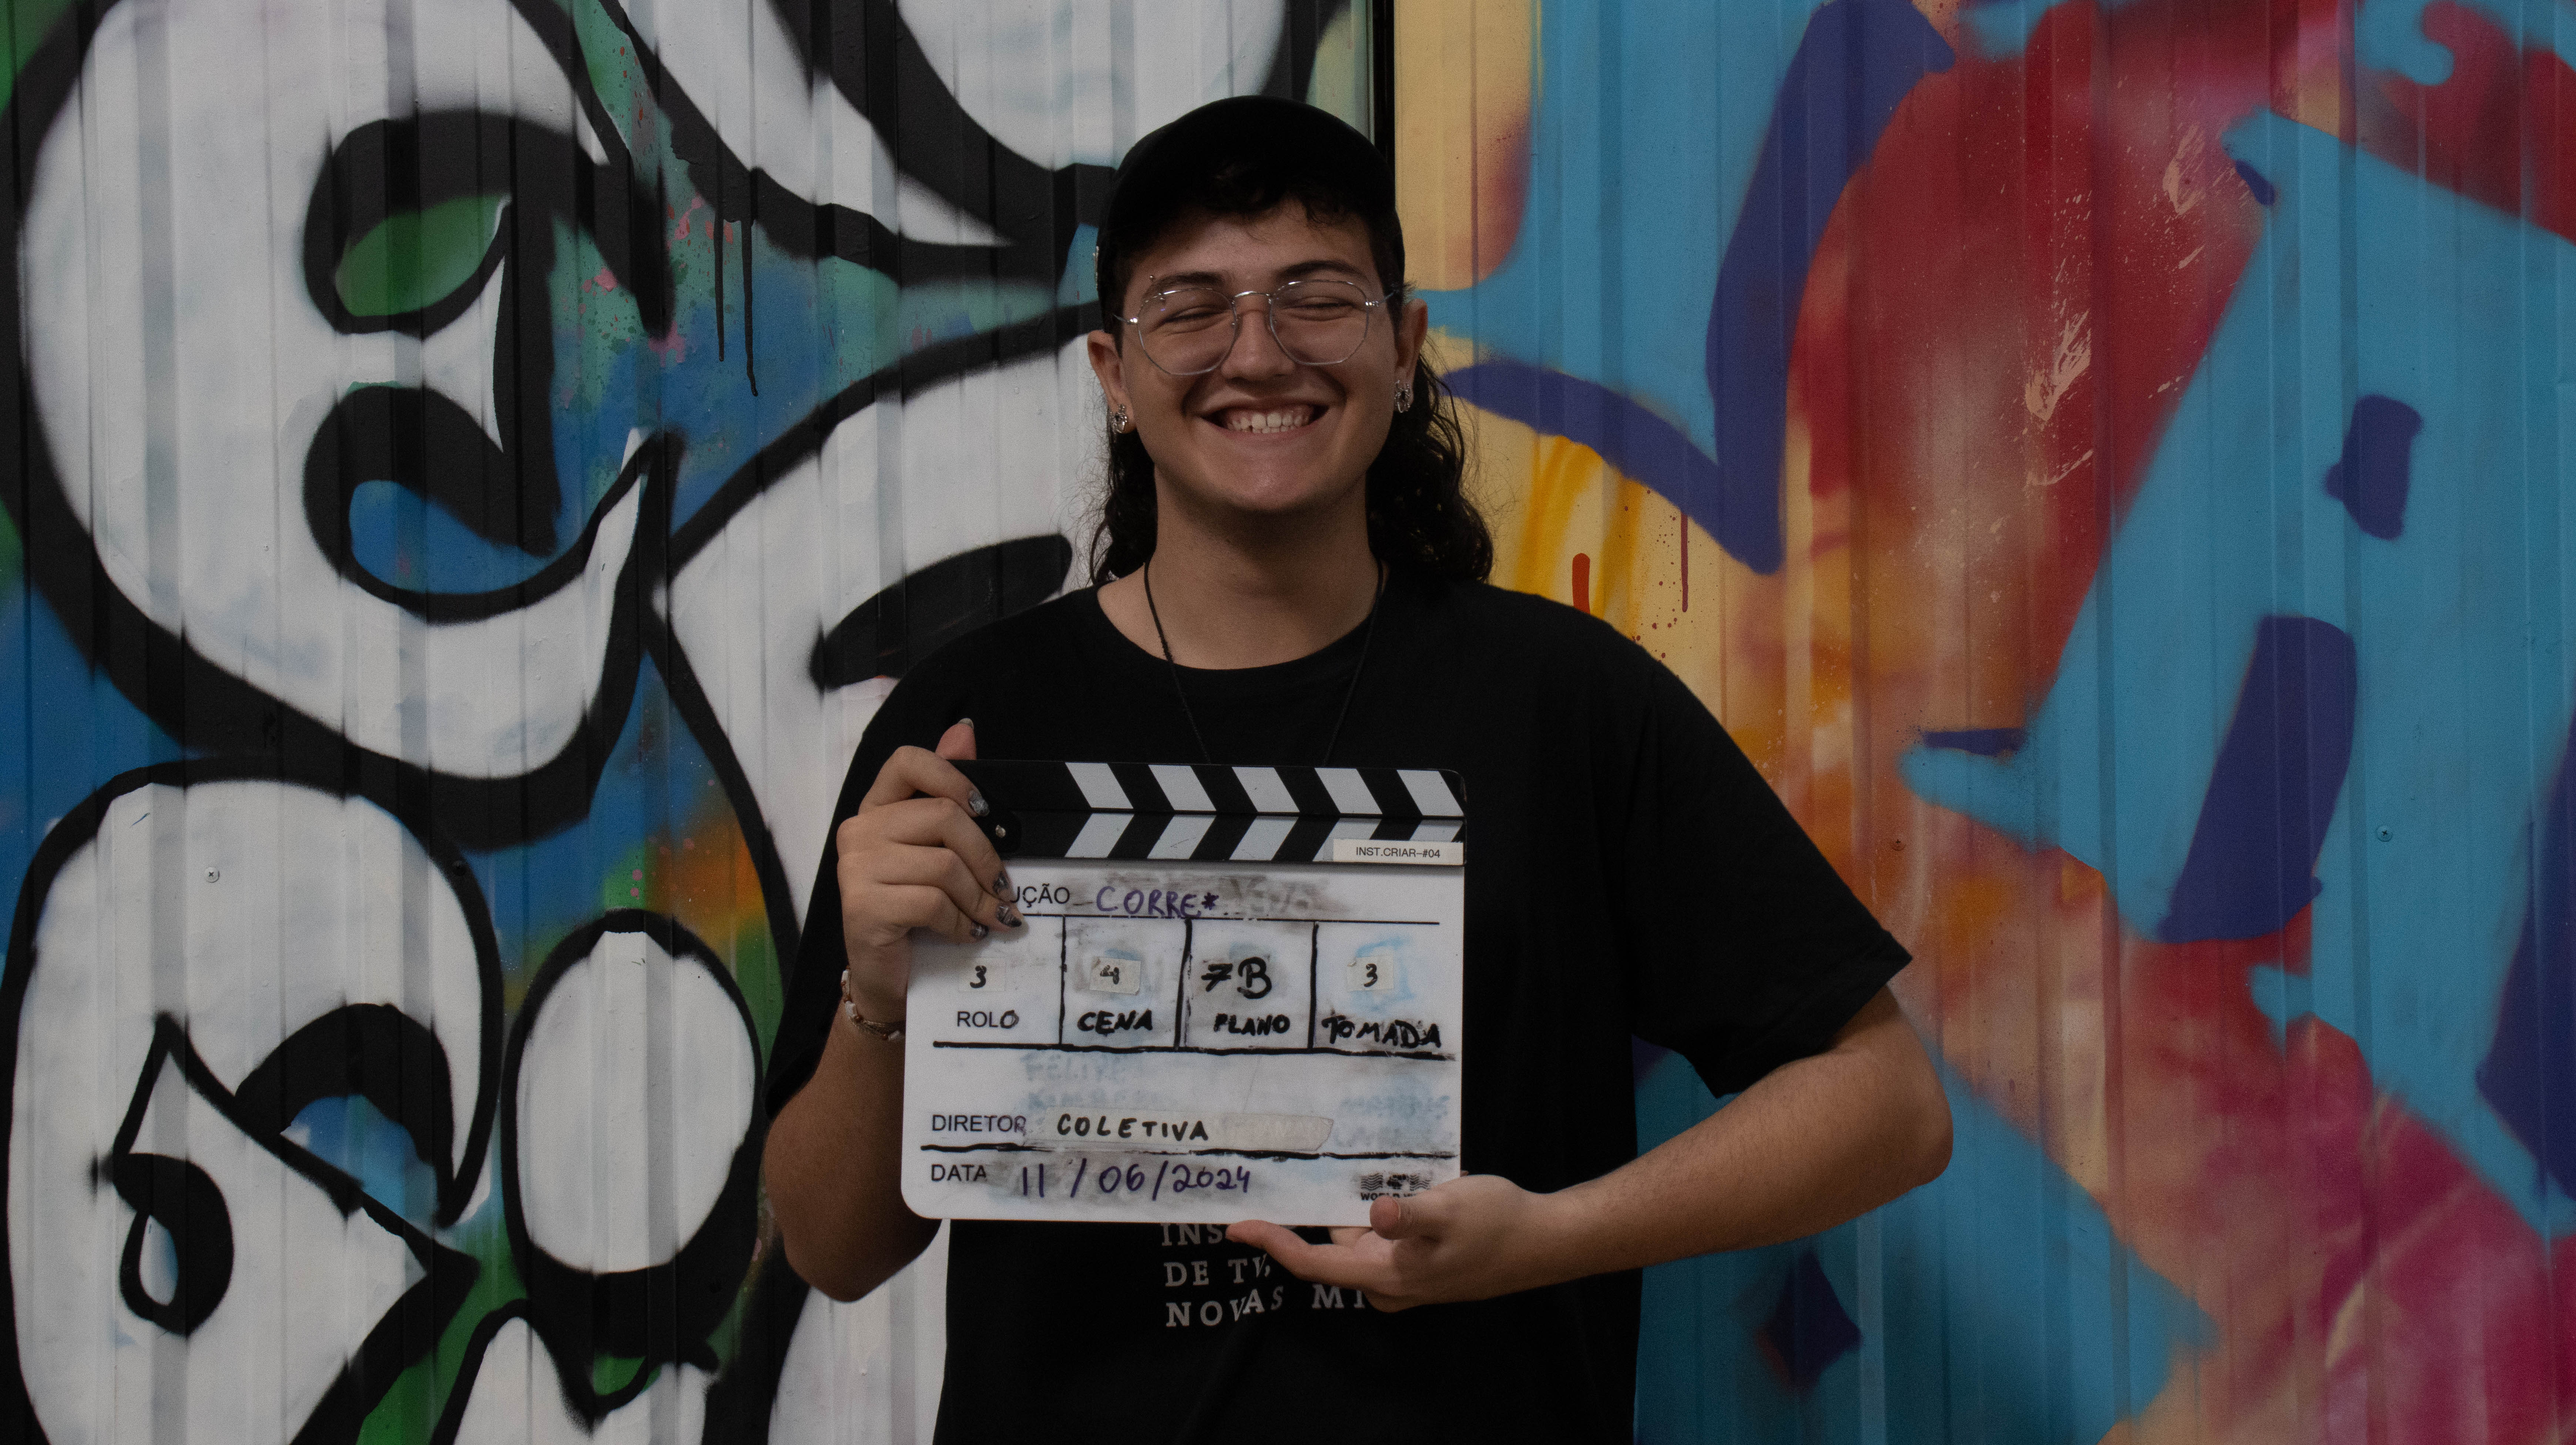 INST.CRIAR-#04
UÇÃO CORRE*
3 4 7B 3
ROLO CENA PLANO TOMADA
DIRETOR COLETIVA
DATA 11/06/2024
DE TV,
NOVAS